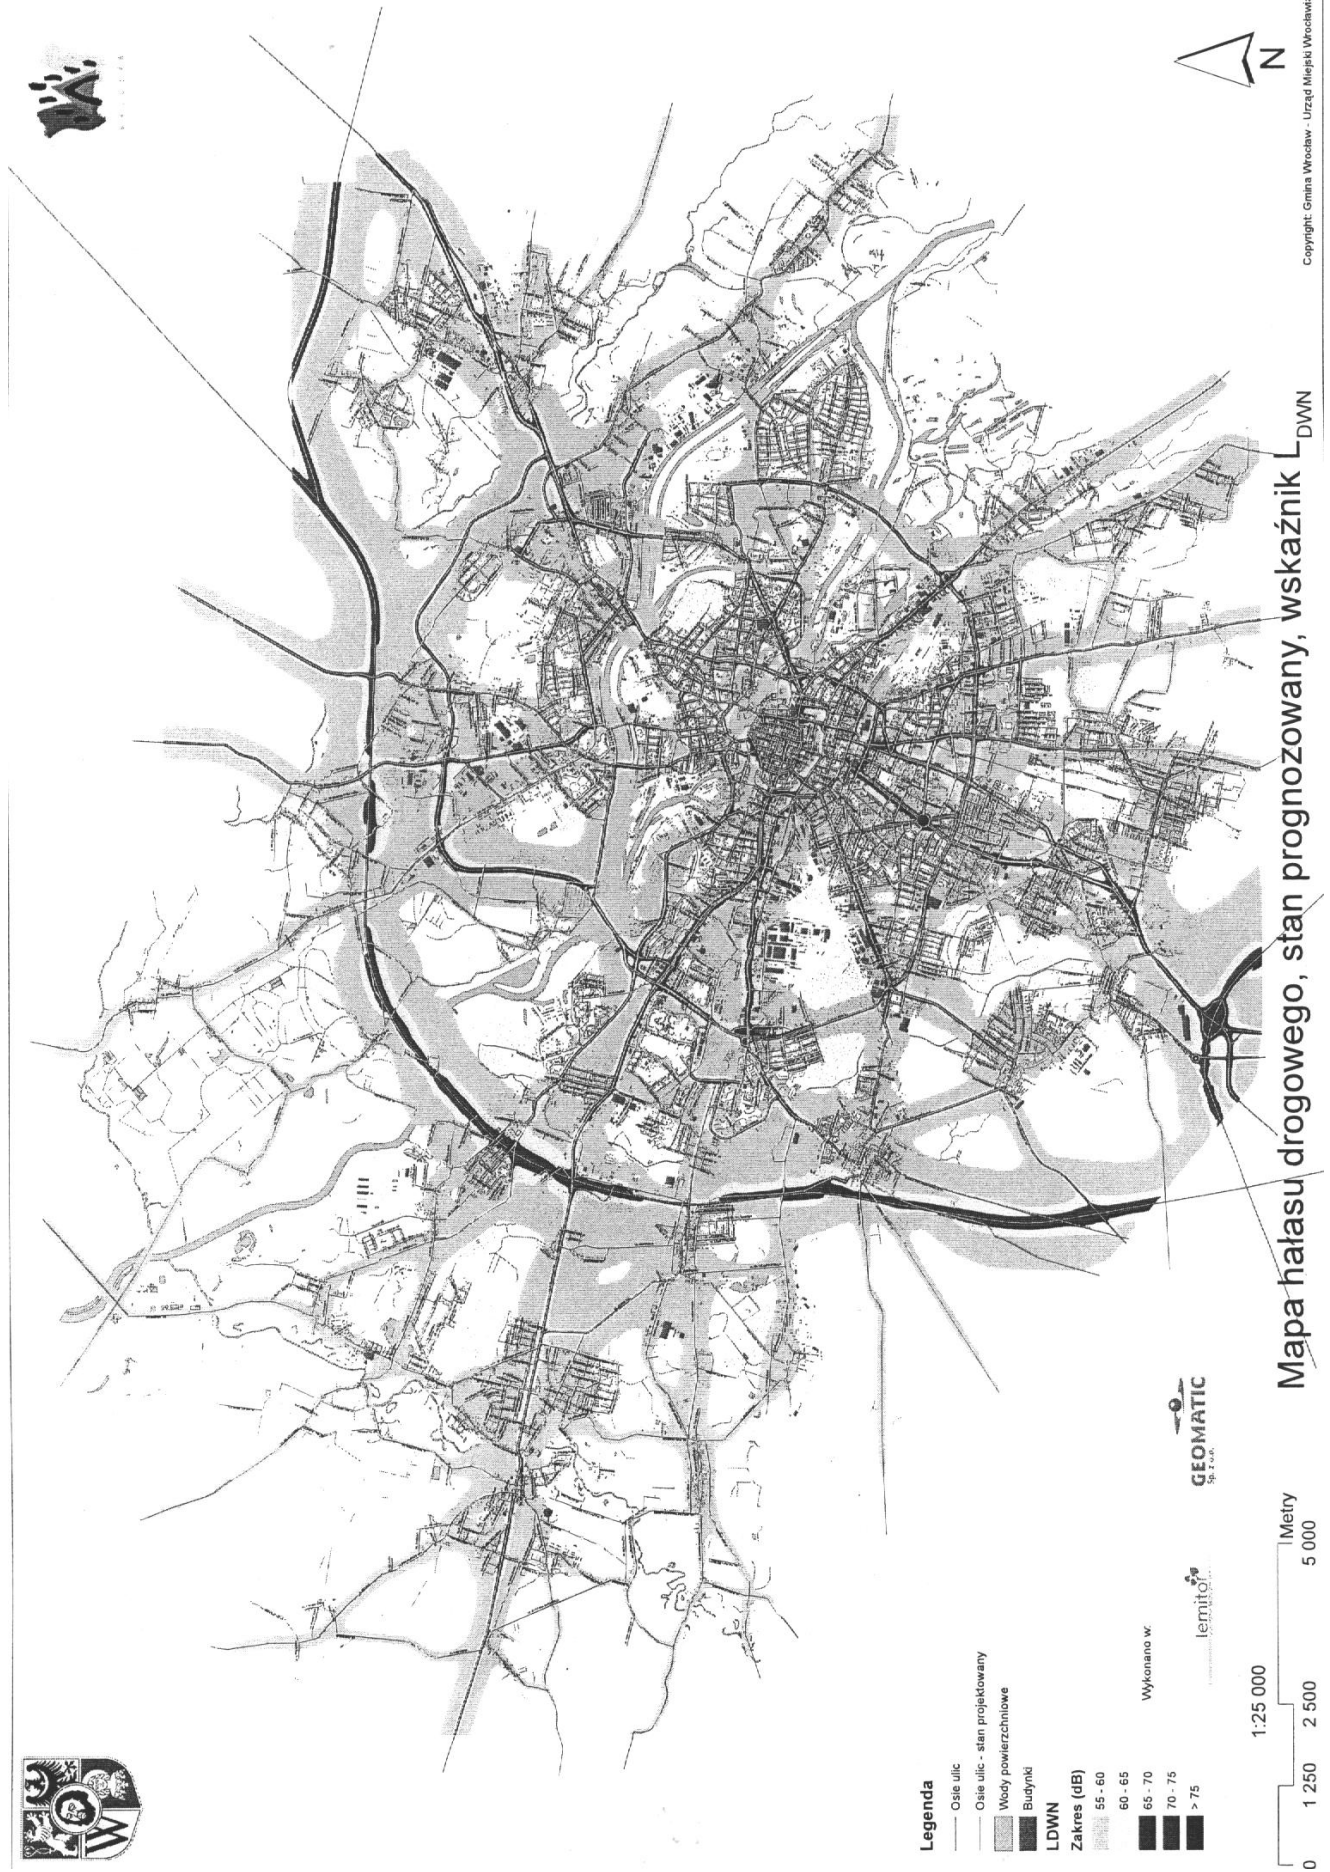 Mapa hałasu drogowego, stan prognozowany, wskaźnik L DWN
N
Copyright: Gmina Wrocław - Urząd Miejski Wrocławia
Legenda
Osie ulic
Osie ulic - stan projektowany
Wody powierzchniowe
Budynki
LDWN
Zakres (dB)
55 - 60
60 - 65
65 - 70
70 - 75
> 75
Wykonano w:
lemitor
GEOMATIC
Sp. z o.o.
1:25 000
0 1 250 2 500 5 000
Metry
W